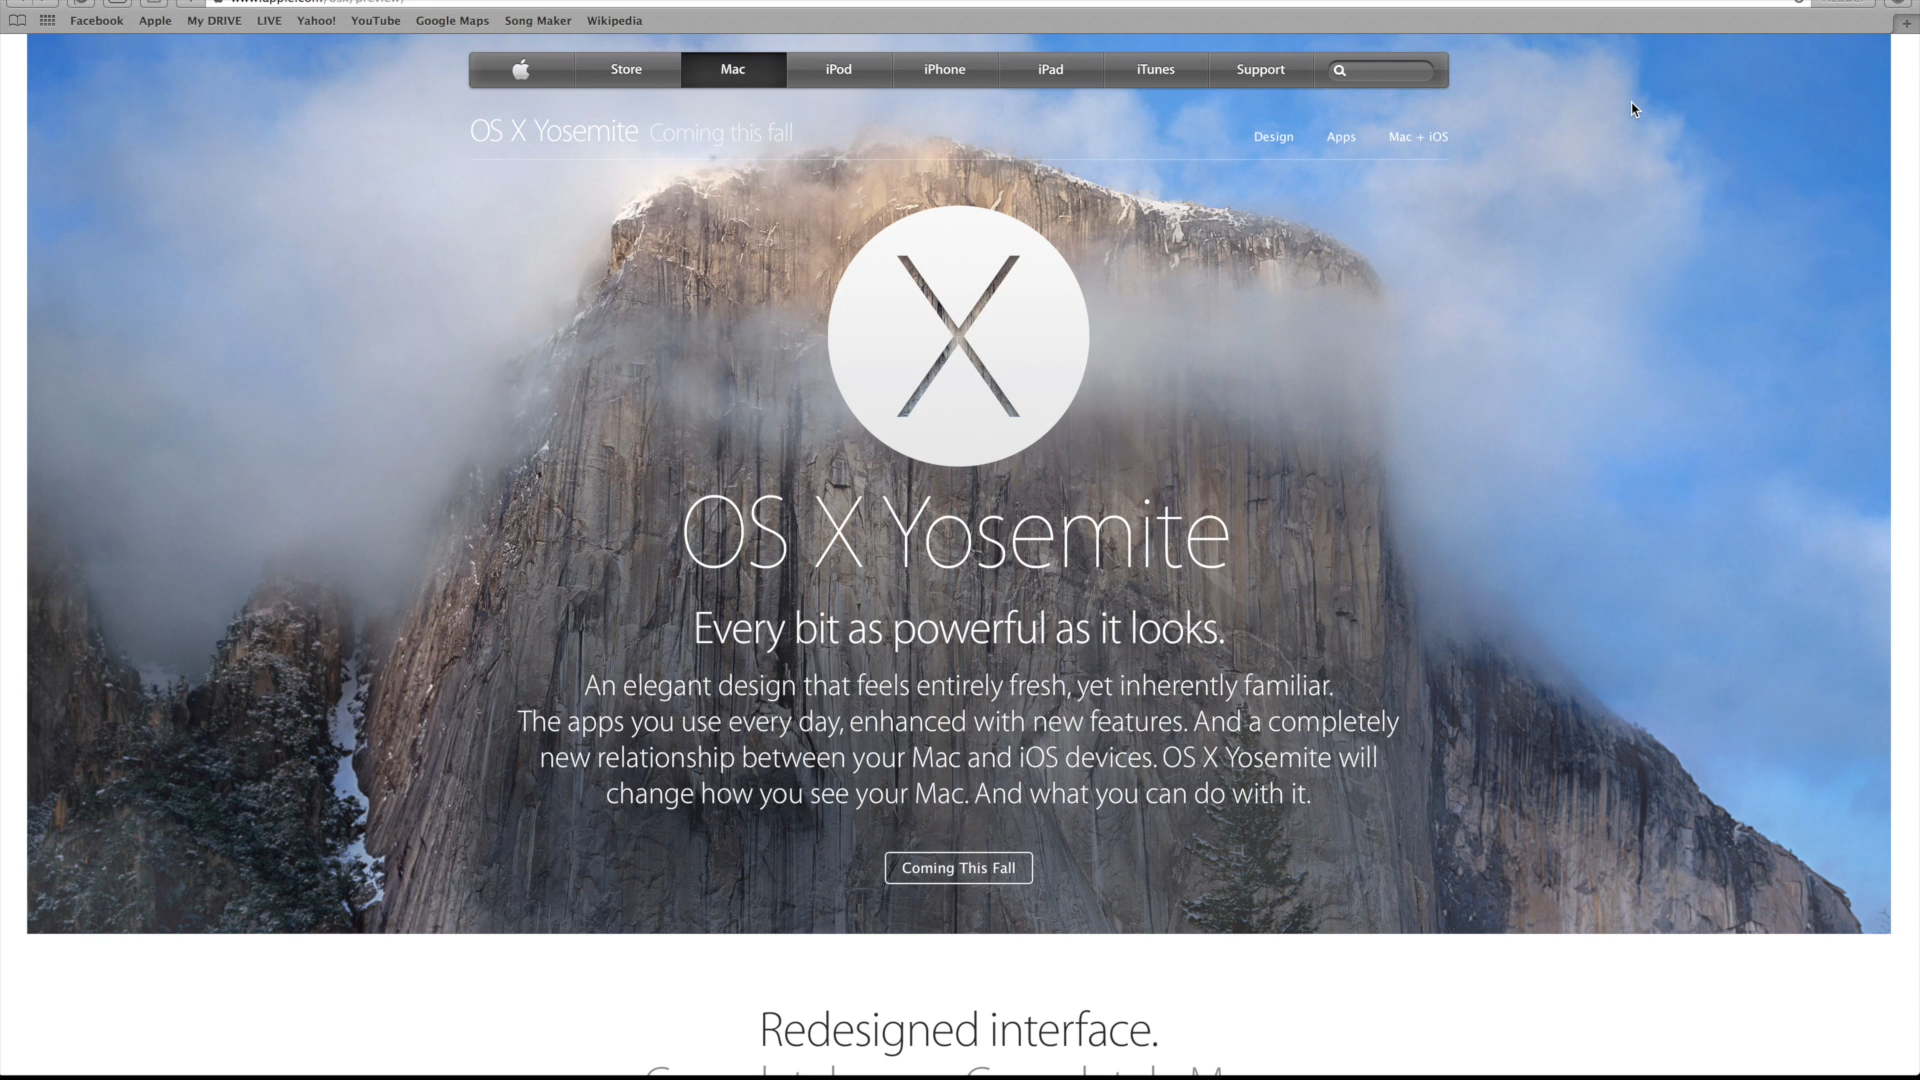 Facebook Apple My DRIVE LIVE Yahoo! YouTube Google Maps Song Maker Wikipedia
Store Mac iPod iPhone iPad iTunes Support
OS X Yosemite Coming this fall Design Apps Mac + iOS
X
OS X Yosemite
Every bit as powerful as it looks.
An elegant design that feels entirely fresh, yet inherently familiar.
The apps you use every day, enhanced with new features. And a completely
new relationship between your Mac and iOS devices. OS X Yosemite will
change how you see your Mac. And what you can do with it.
Coming This Fall
Redesigned interface.